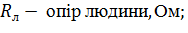 Rл − опір людини, Ом;